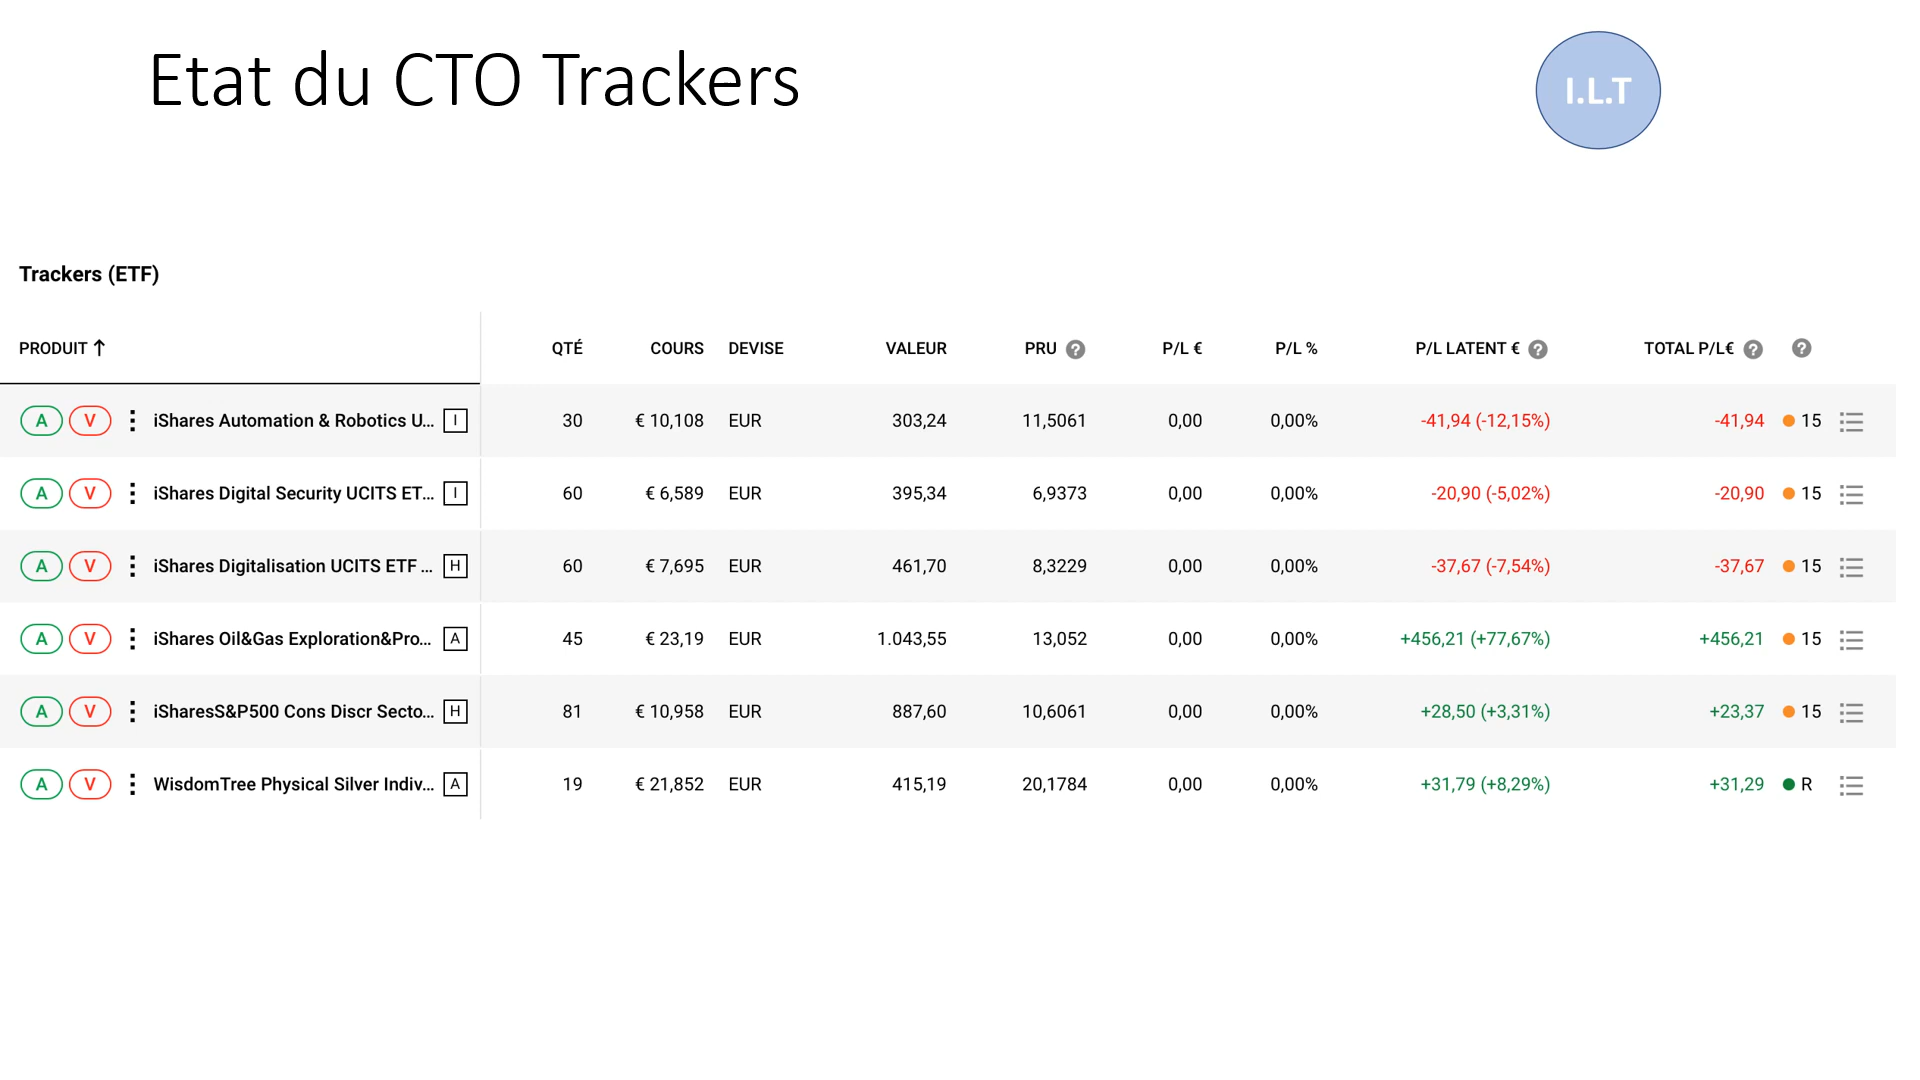 Etat du CTO Trackers
I.L.T
Trackers (ETF)
PRODUIT ↑ QTÉ COURS DEVISE VALEUR PRU ? P/L € P/L % P/L LATENT € ? TOTAL P/L€ ? ?
A V iShares Automation & Robotics U... I 30 € 10,108 EUR 303,24 11,5061 0,00 0,00% -41,94 (-12,15%) -41,94 15
A V iShares Digital Security UCITS ET... I 60 € 6,589 EUR 395,34 6,9373 0,00 0,00% -20,90 (-5,02%) -20,90 15
A V iShares Digitalisation UCITS ETF ... H 60 € 7,695 EUR 461,70 8,3229 0,00 0,00% -37,67 (-7,54%) -37,67 15
A V iShares Oil&Gas Exploration&Pro... A 45 € 23,19 EUR 1.043,55 13,052 0,00 0,00% +456,21 (+77,67%) +456,21 15
A V iSharesS&P500 Cons Discr Secto... H 81 € 10,958 EUR 887,60 10,6061 0,00 0,00% +28,50 (+3,31%) +23,37 15
A V WisdomTree Physical Silver Indiv... A 19 € 21,852 EUR 415,19 20,1784 0,00 0,00% +31,79 (+8,29%) +31,29 R